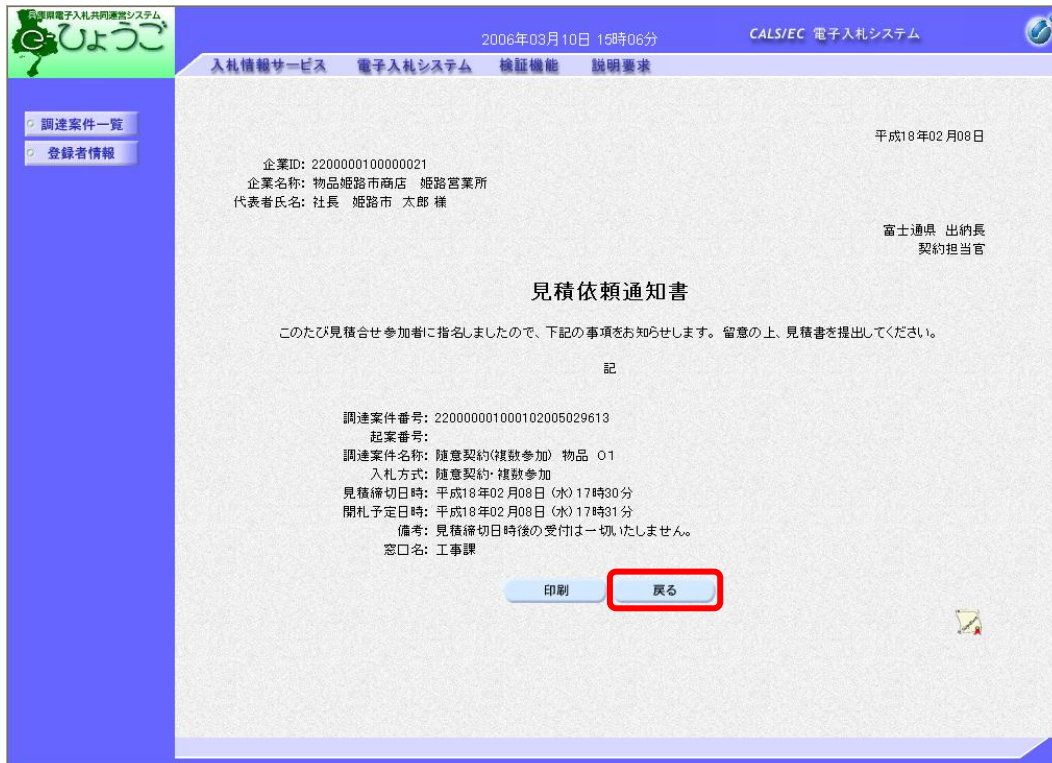 兵庫県電子入札共同運営システム
e-ひょうご
2006年03月10日 15時06分
CALS/EC 電子入札システム
入札情報サービス 電子入札システム 検証機能 説明要求
調達案件一覧
登録者情報
平成18年02月08日
企業ID: 2200000100000021
企業名称: 物品姫路市商店 姫路営業所
代表者氏名: 社長 姫路市 太郎 様
富士通県 出納長
契約担当官
見積依頼通知書
このたび見積合せ参加者に指名しましたので、下記の事項をお知らせします。留意の上、見積書を提出してください。
記
調達案件番号: 220000001000102005029613
起案番号:
調達案件名称: 随意契約(複数参加) 物品 01
入札方式: 随意契約・複数参加
見積締切日時: 平成18年02月08日 (水) 17時30分
開札予定日時: 平成18年02月08日 (水) 17時31分
備考: 見積締切日時後の受付は一切いたしません。
窓口名: 工事課
印刷 戻る